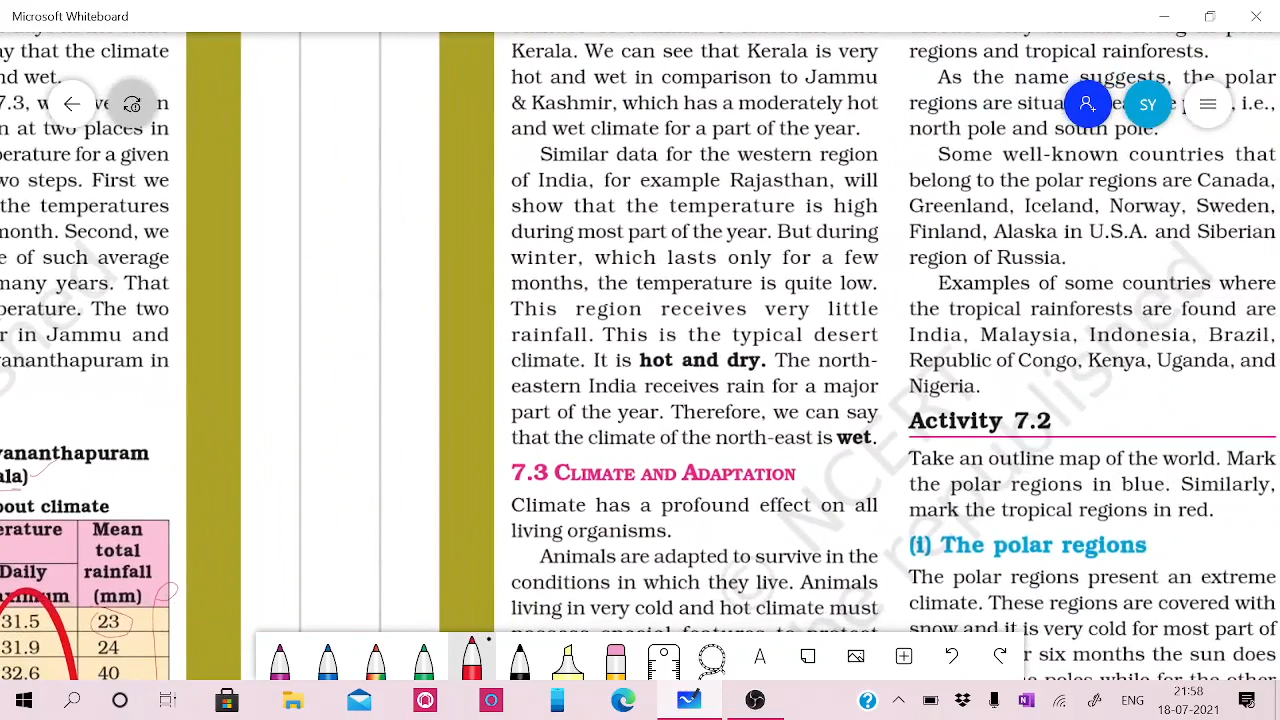 Microsoft Whiteboard
y that the climate
nd wet.
7.3, w
n at two places in
perature for a given
wo steps. First we
the temperatures
month. Second, we
e of such average
many years. That
perature. The two
r in Jammu and
vananthapuram in
vananthapuram
ala)
bout climate
erature
Mean
total
rainfall
(mm)
Daily
31.5
23
31.9
24
32.6
40
Kerala. We can see that Kerala is very
hot and wet in comparison to Jammu
& Kashmir, which has a moderately hot
and wet climate for a part of the year.
Similar data for the western region
of India, for example Rajasthan, will
show that the temperature is high
during most part of the year. But during
winter, which lasts only for a few
months, the temperature is quite low.
This region receives very little
rainfall. This is the typical desert
climate. It is hot and dry. The north-
eastern India receives rain for a major
part of the year. Therefore, we can say
that the climate of the north-east is wet.
7.3 CLIMATE AND ADAPTATION
Climate has a profound effect on all
living organisms.
Animals are adapted to survive in the
conditions in which they live. Animals
living in very cold and hot climate must
regions and tropical rainforests.
As the name suggests, the polar
regions are i.e.,
north pole and south pole.
Some well-known countries that
belong to the polar regions are Canada,
Greenland, Iceland, Norway, Sweden,
Finland, Alaska in U.S.A. and Siberian
region of Russia.
Examples of some countries where
the tropical rainforests are found are
India, Malaysia, Indonesia, Brazil,
Republic of Congo, Kenya, Uganda, and
Nigeria.
Activity 7.2
Take an outline map of the world. Mark
the polar regions in blue. Similarly,
mark the tropical regions in red.
(i) The polar regions
The polar regions present an extreme
climate. These regions are covered with
snow and it is very cold for most part of
r six months the sun does
poles while for the other
SY
© NCERT
be republished
ENG
21:53
18-07-2021